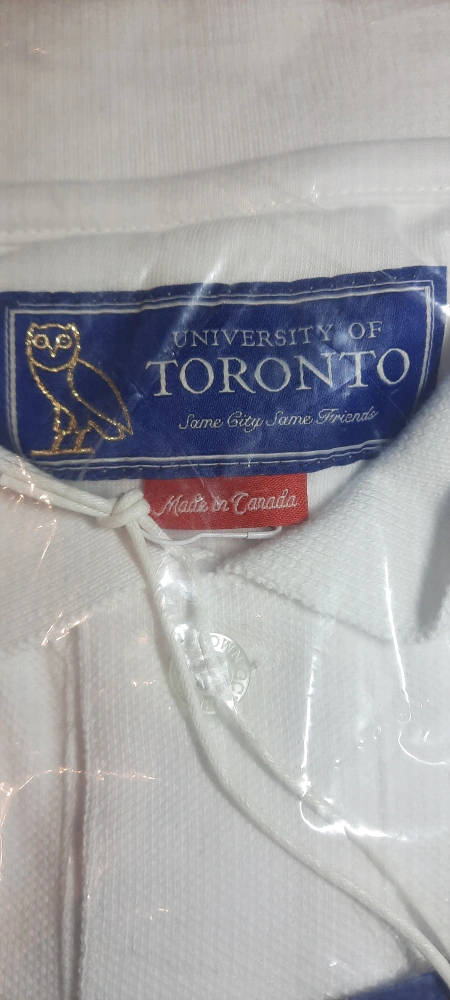 UNIVERSITY OF
TORONTO
Same City Same Friends
Made in Canada